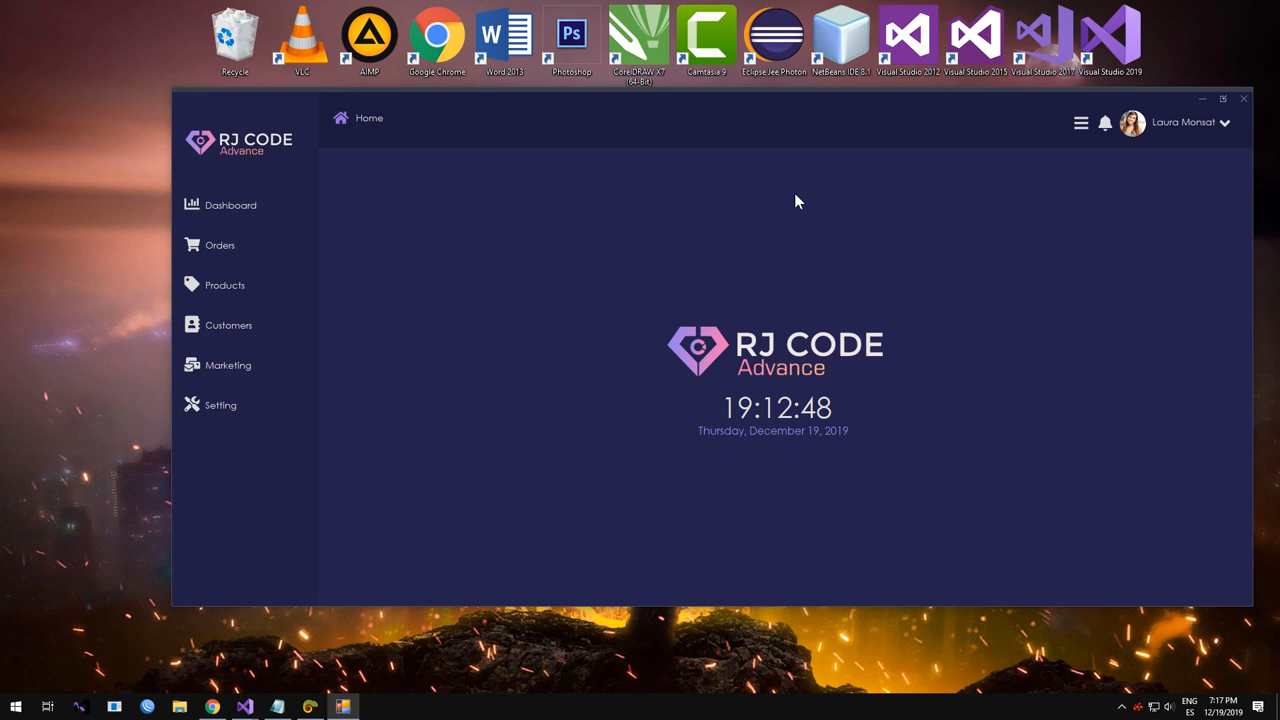 Recycle
VLC
AIMP
Google Chrome
Word 2013
Photoshop
CorelDRAW X7
(64-Bit)
Camtasia 9
Eclipse Jee Photon
NetBeans IDE 8.1
Visual Studio 2012
Visual Studio 2015
Visual Studio 2017
Visual Studio 2019
W
Ps
RJ CODE
Advance
Home
Laura Monsat
Dashboard
Orders
Products
Customers
Marketing
Setting
RJ CODE
Advance
19:12:48
Thursday, December 19, 2019
ENG
ES
7:17 PM
12/19/2019